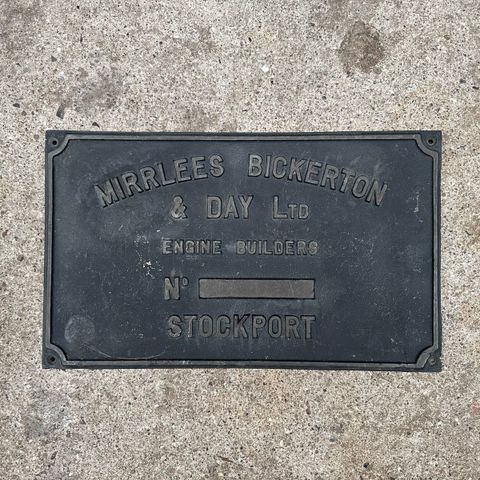 MIRRLEES BICKERTON
& DAY LTD
ENGINE BUILDERS
Nº
STOCKPORT